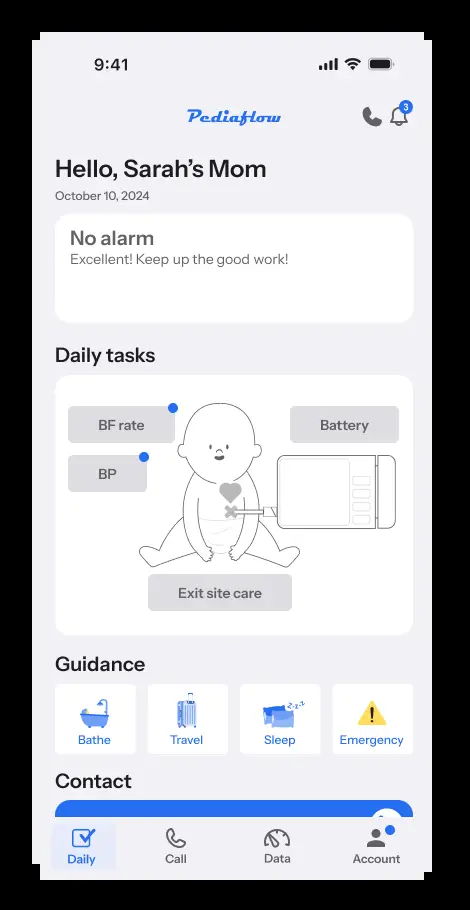 9:41
Pediaflow
3
Hello, Sarah’s Mom
October 10, 2024
No alarm
Excellent! Keep up the good work!
Daily tasks
BF rate
Battery
BP
Exit site care
Guidance
z-z-z
Bathe
Travel
Sleep
Emergency
Contact
Daily
Call
Data
Account